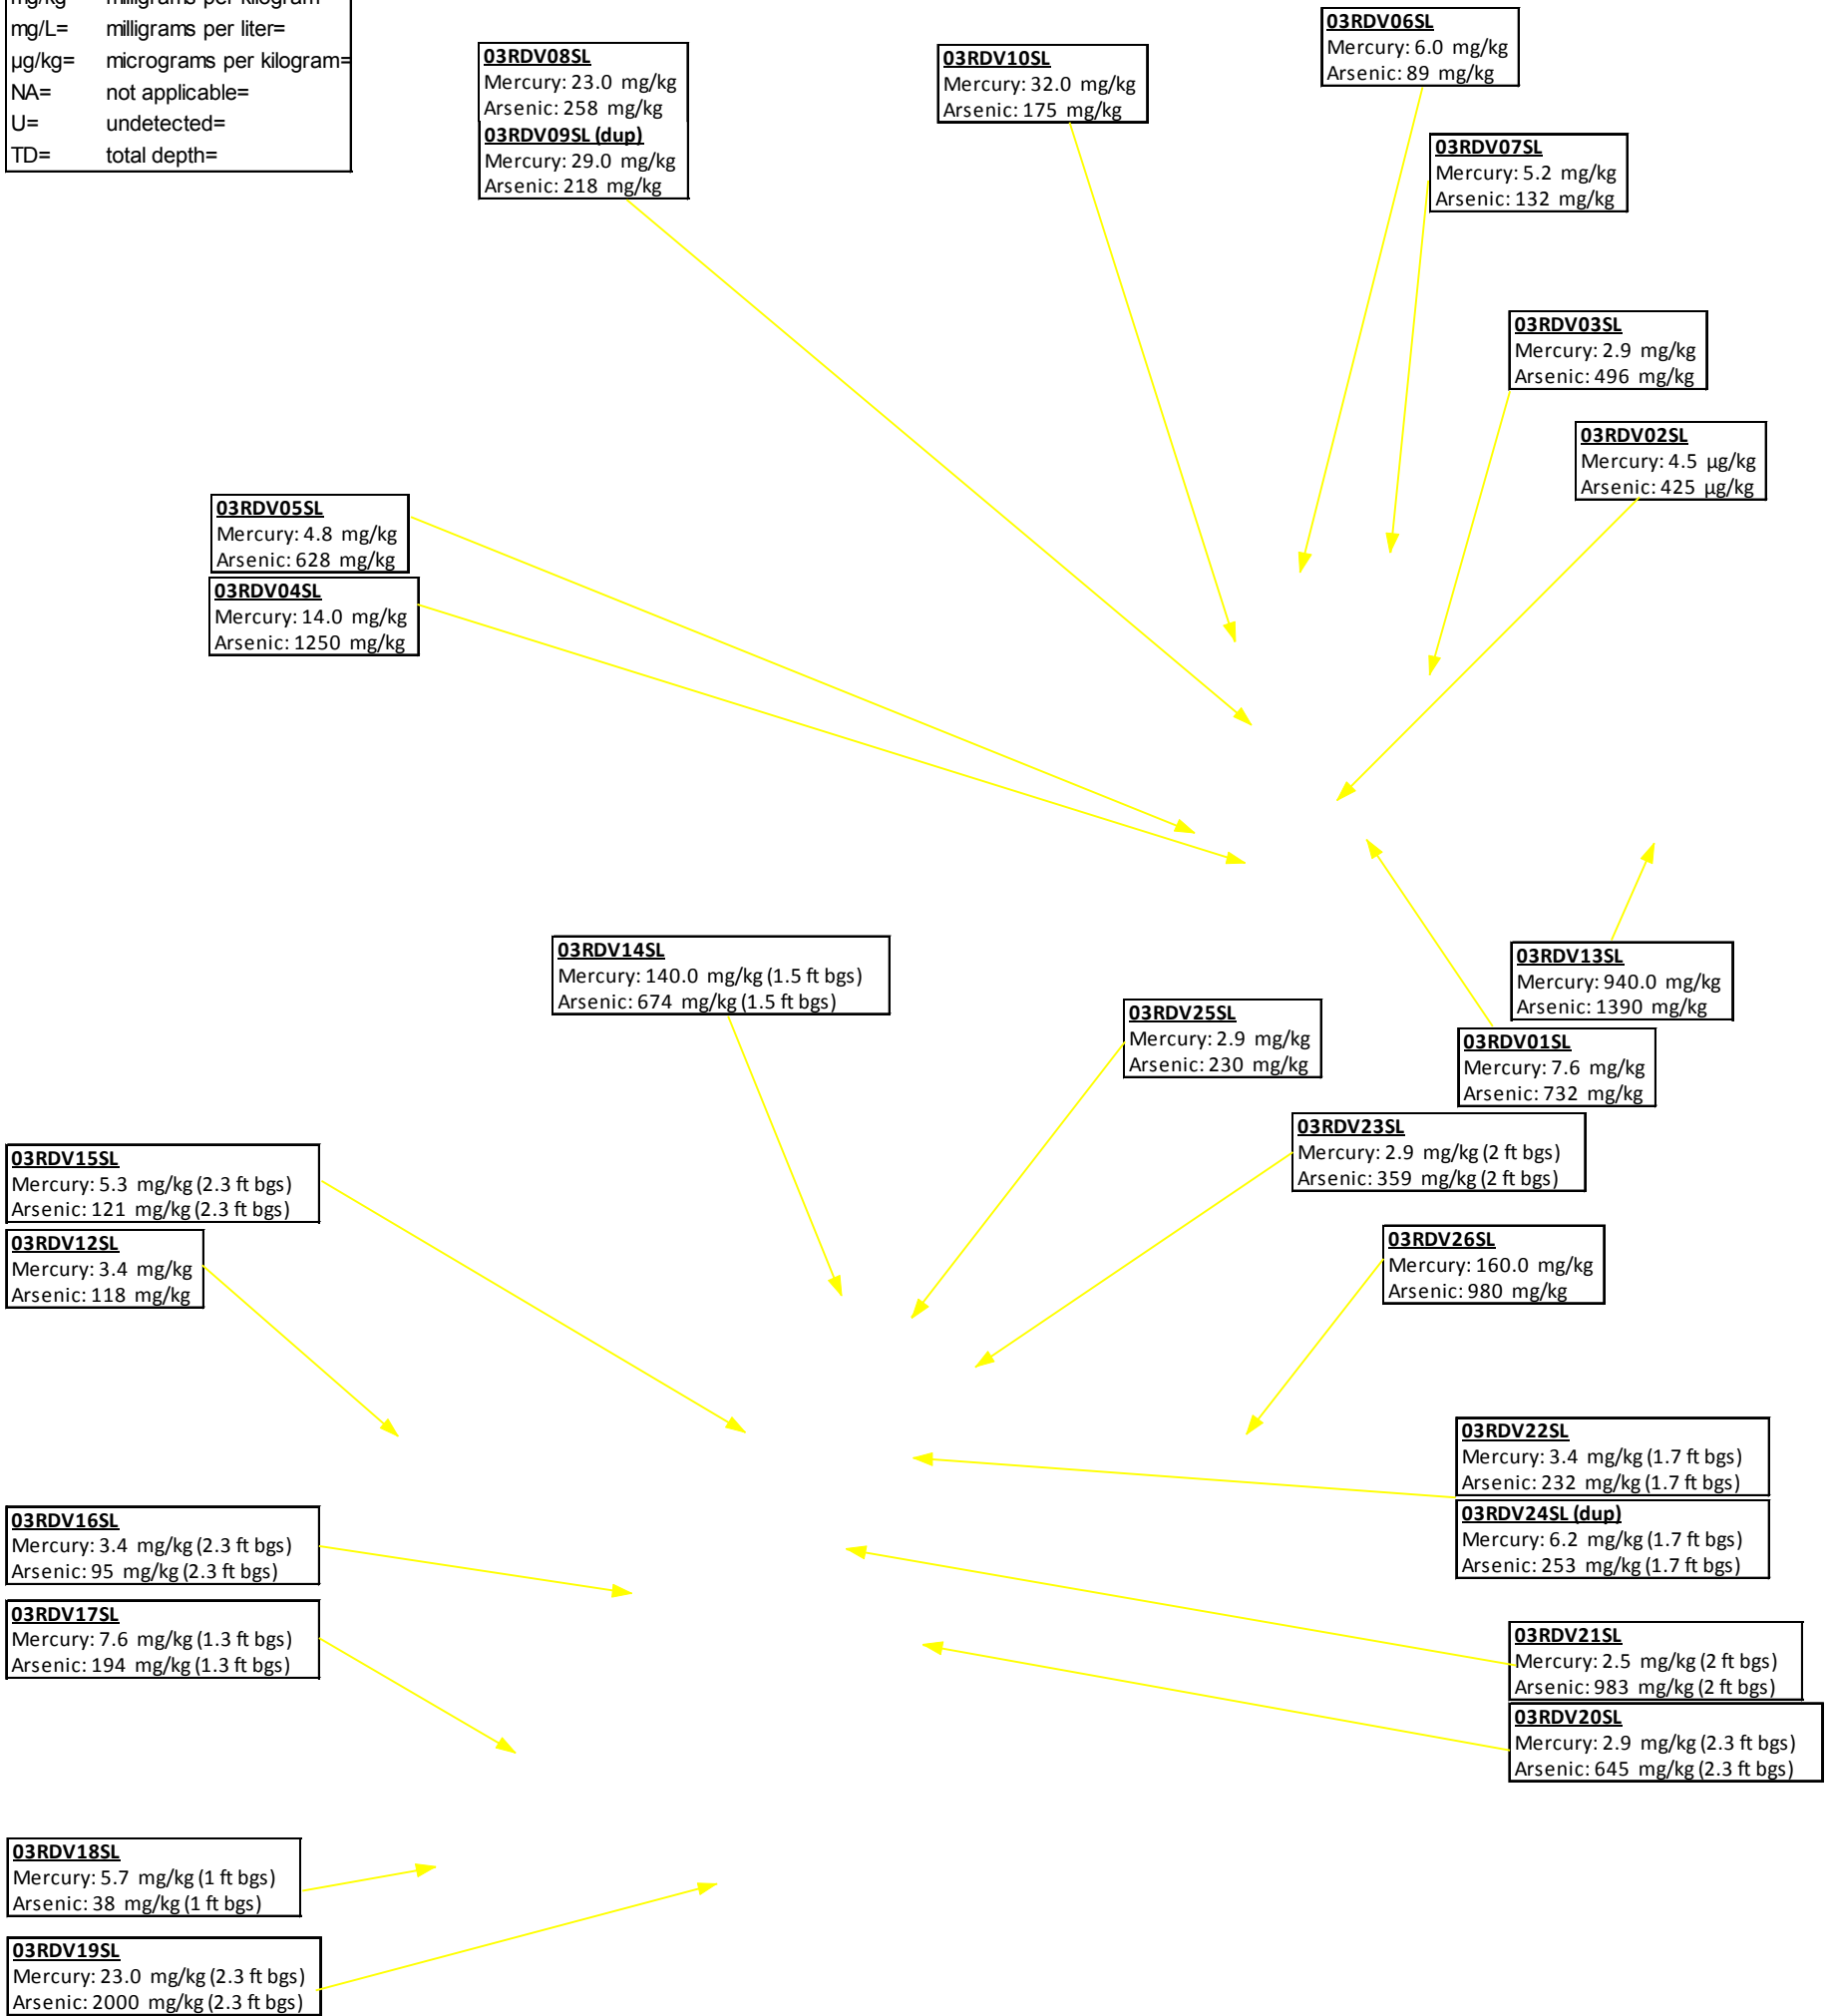 mg/kg= milligrams per kilogram=
mg/L= milligrams per liter=
µg/kg= micrograms per kilogram=
NA= not applicable=
U= undetected=
TD= total depth=
03RDV08SL
Mercury: 23.0 mg/kg
Arsenic: 258 mg/kg
03RDV09SL (dup)
Mercury: 29.0 mg/kg
Arsenic: 218 mg/kg
03RDV10SL
Mercury: 32.0 mg/kg
Arsenic: 175 mg/kg
03RDV06SL
Mercury: 6.0 mg/kg
Arsenic: 89 mg/kg
03RDV07SL
Mercury: 5.2 mg/kg
Arsenic: 132 mg/kg
03RDV03SL
Mercury: 2.9 mg/kg
Arsenic: 496 mg/kg
03RDV02SL
Mercury: 4.5 µg/kg
Arsenic: 425 µg/kg
03RDV05SL
Mercury: 4.8 mg/kg
Arsenic: 628 mg/kg
03RDV04SL
Mercury: 14.0 mg/kg
Arsenic: 1250 mg/kg
03RDV14SL
Mercury: 140.0 mg/kg (1.5 ft bgs)
Arsenic: 674 mg/kg (1.5 ft bgs)
03RDV13SL
Mercury: 940.0 mg/kg
Arsenic: 1390 mg/kg
03RDV25SL
Mercury: 2.9 mg/kg
Arsenic: 230 mg/kg
03RDV01SL
Mercury: 7.6 mg/kg
Arsenic: 732 mg/kg
03RDV23SL
Mercury: 2.9 mg/kg (2 ft bgs)
Arsenic: 359 mg/kg (2 ft bgs)
03RDV15SL
Mercury: 5.3 mg/kg (2.3 ft bgs)
Arsenic: 121 mg/kg (2.3 ft bgs)
03RDV12SL
Mercury: 3.4 mg/kg
Arsenic: 118 mg/kg
03RDV26SL
Mercury: 160.0 mg/kg
Arsenic: 980 mg/kg
03RDV22SL
Mercury: 3.4 mg/kg (1.7 ft bgs)
Arsenic: 232 mg/kg (1.7 ft bgs)
03RDV24SL (dup)
Mercury: 6.2 mg/kg (1.7 ft bgs)
Arsenic: 253 mg/kg (1.7 ft bgs)
03RDV16SL
Mercury: 3.4 mg/kg (2.3 ft bgs)
Arsenic: 95 mg/kg (2.3 ft bgs)
03RDV17SL
Mercury: 7.6 mg/kg (1.3 ft bgs)
Arsenic: 194 mg/kg (1.3 ft bgs)
03RDV21SL
Mercury: 2.5 mg/kg (2 ft bgs)
Arsenic: 983 mg/kg (2 ft bgs)
03RDV20SL
Mercury: 2.9 mg/kg (2.3 ft bgs)
Arsenic: 645 mg/kg (2.3 ft bgs)
03RDV18SL
Mercury: 5.7 mg/kg (1 ft bgs)
Arsenic: 38 mg/kg (1 ft bgs)
03RDV19SL
Mercury: 23.0 mg/kg (2.3 ft bgs)
Arsenic: 2000 mg/kg (2.3 ft bgs)